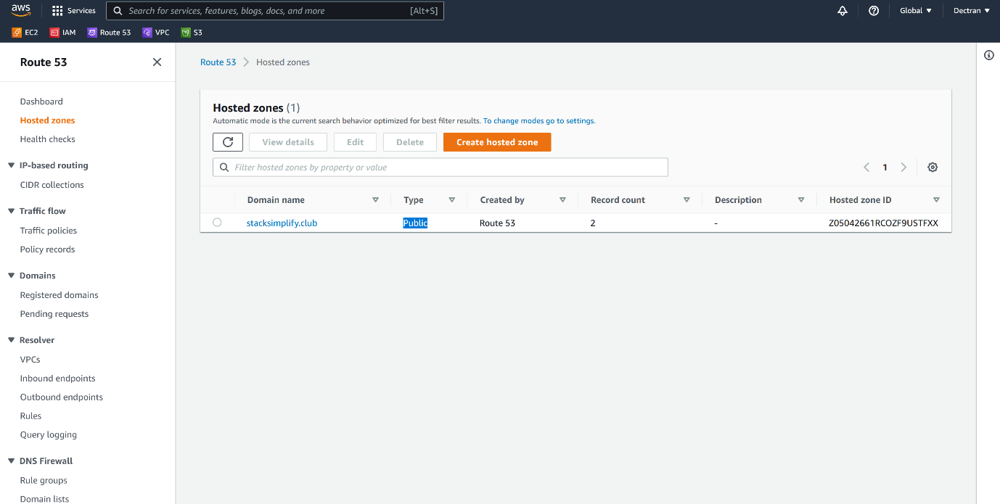 aws
Services
Search for services, features, blogs, docs, and more
[Alt+S]
Global
Dectran
EC2
IAM
Route 53
VPC
S3
Route 53
Dashboard
Hosted zones
Health checks
IP-based routing
CIDR collections
Traffic flow
Traffic policies
Policy records
Domains
Registered domains
Pending requests
Resolver
VPCs
Inbound endpoints
Outbound endpoints
Rules
Query logging
DNS Firewall
Rule groups
Domain lists
Route 53 > Hosted zones
Hosted zones (1)
Automatic mode is the current search behavior optimized for best filter results. To change modes go to settings.
View details
Edit
Delete
Create hosted zone
Filter hosted zones by property or value
1
Domain name Type Created by Record count Description Hosted zone ID
stacksimplify.club Public Route 53 2 - Z05042661RCOZF9USTFXX